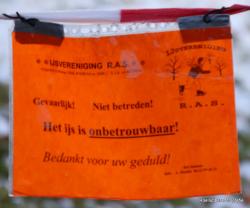 IJSVERENIGING R.A.S.
IJSVERENIGING
R.A.S.
Gevaarlijk! Niet betreden!
Het ijs is onbetrouwbaar!
Bedankt voor uw geduld!